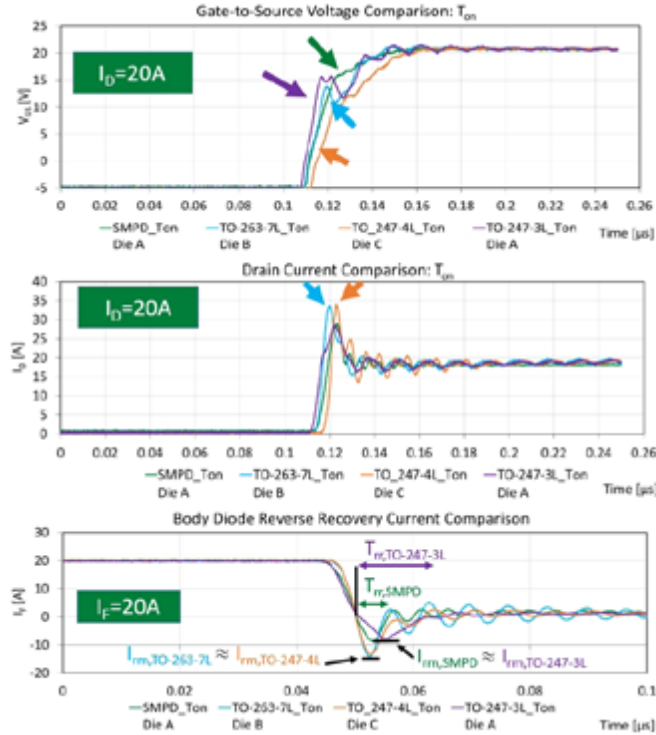 Gate-to-Source Voltage Comparison: Ton
ID=20A
VGS [V]
25
20
15
10
5
0
-5
0 0.02 0.04 0.06 0.08 0.1 0.12 0.14 0.16 0.18 0.2 0.22 0.24 0.26
SMPD_Ton TO-263-7L_Ton TO_247-4L_Ton TO-247-3L_Ton Time [µs]
Die A Die B Die C Die A
Drain Current Comparison: Ton
ID=20A
ID [A]
40
35
30
25
20
15
10
5
0
0 0.02 0.04 0.06 0.08 0.1 0.12 0.14 0.16 0.18 0.2 0.22 0.24 0.26
SMPD_Ton TO-263-7L_Ton TO_247-4L_Ton TO-247-3L_Ton
Die A Die B Die C Die A Time [µs]
Body Diode Reverse Recovery Current Comparison
IF=20A
IF [A]
30
20
10
0
-10
-20
Trr,TO-247-3L
Trr,SMPD
Irm,TO-263-7L ≈ Irm,TO-247-4L
Irm,SMPD ≈ Irm,TO-247-3L
0 0.02 0.04 0.06 0.08 0.1
SMPD_Ton TO-263-7L_Ton TO_247-4L_Ton TO-247-3L_Ton Time [µs]
Die A Die B Die C Die A